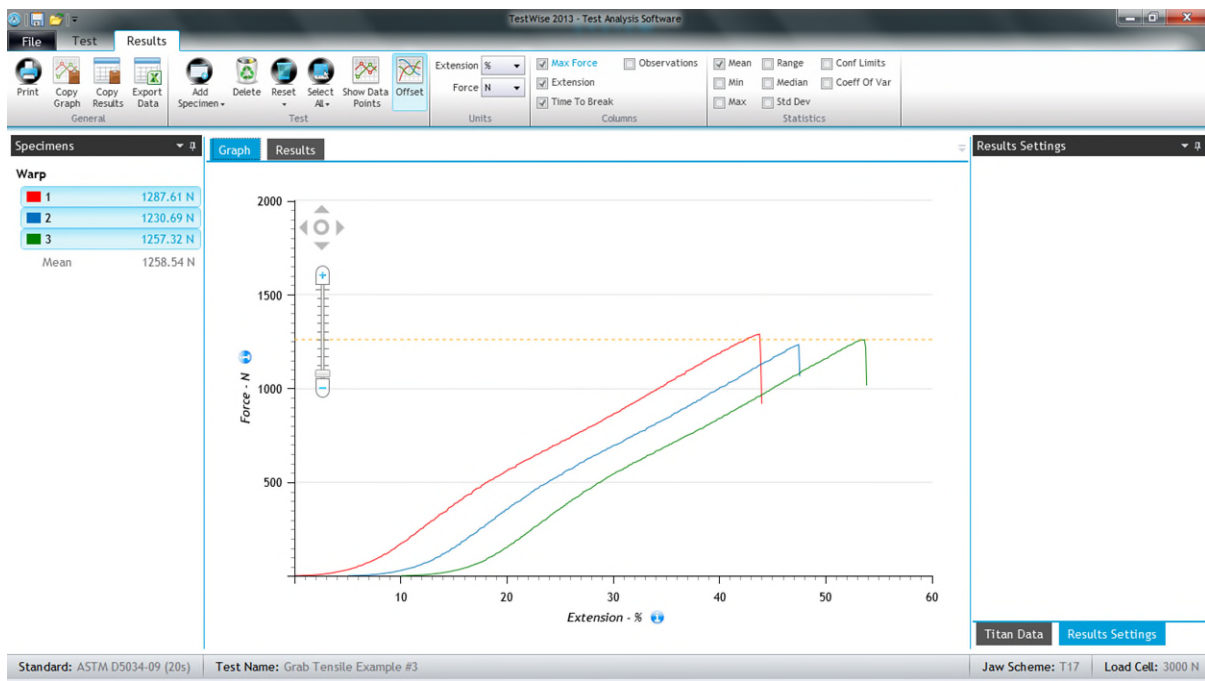 TestWise 2013 - Test Analysis Software
File Test Results
Print
Copy Graph
Copy Results
Export Data
General
Add Specimen
Delete
Reset
Select All
Show Data Points
Offset
Test
Extension %
Force N
Units
Max Force Observations
Extension
Time To Break
Columns
Mean Range Conf Limits
Min Median Coeff Of Var
Max Std Dev
Statistics
Specimens
Warp
1 1287.61 N
2 1230.69 N
3 1257.32 N
Mean 1258.54 N
Graph Results
2000
1500
1000
500
Force - N
10 20 30 40 50 60
Extension - %
Results Settings
Titan Data Results Settings
Standard: ASTM D5034-09 (20s) Test Name: Grab Tensile Example #3 Jaw Scheme: T17 Load Cell: 3000 N